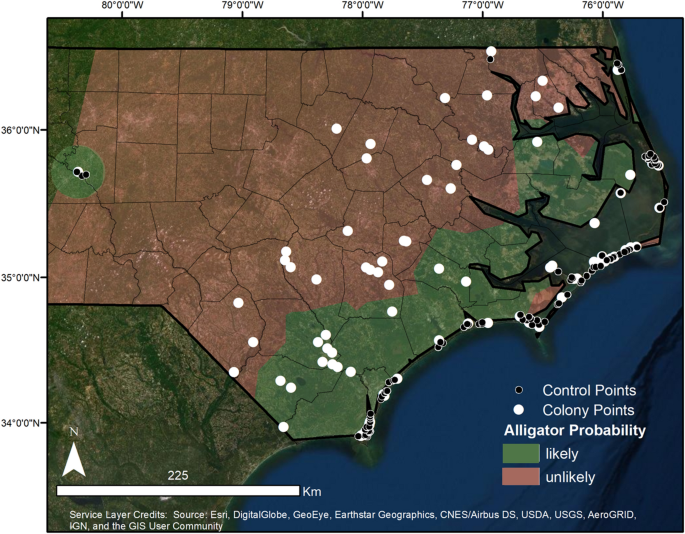 80°0'0"W 79°0'0"W 78°0'0"W 77°0'0"W 76°0'0"W
36°0'0"N
35°0'0"N
34°0'0"N
Control Points
Colony Points
Alligator Probability
likely
unlikely
N
225
Km
Service Layer Credits: Source: Esri, DigitalGlobe, GeoEye, Earthstar Geographics, CNES/Airbus DS, USDA, USGS, AeroGRID,
IGN, and the GIS User Community